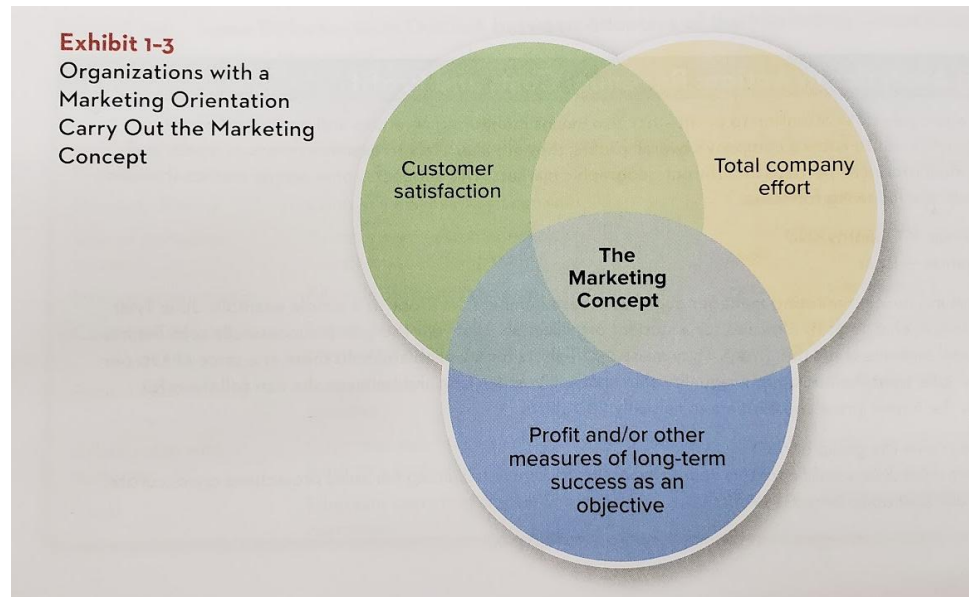 Exhibit 1-3
Organizations with a
Marketing Orientation
Carry Out the Marketing
Concept
Customer
satisfaction
Total company
effort
The
Marketing
Concept
Profit and/or other
measures of long-term
success as an
objective